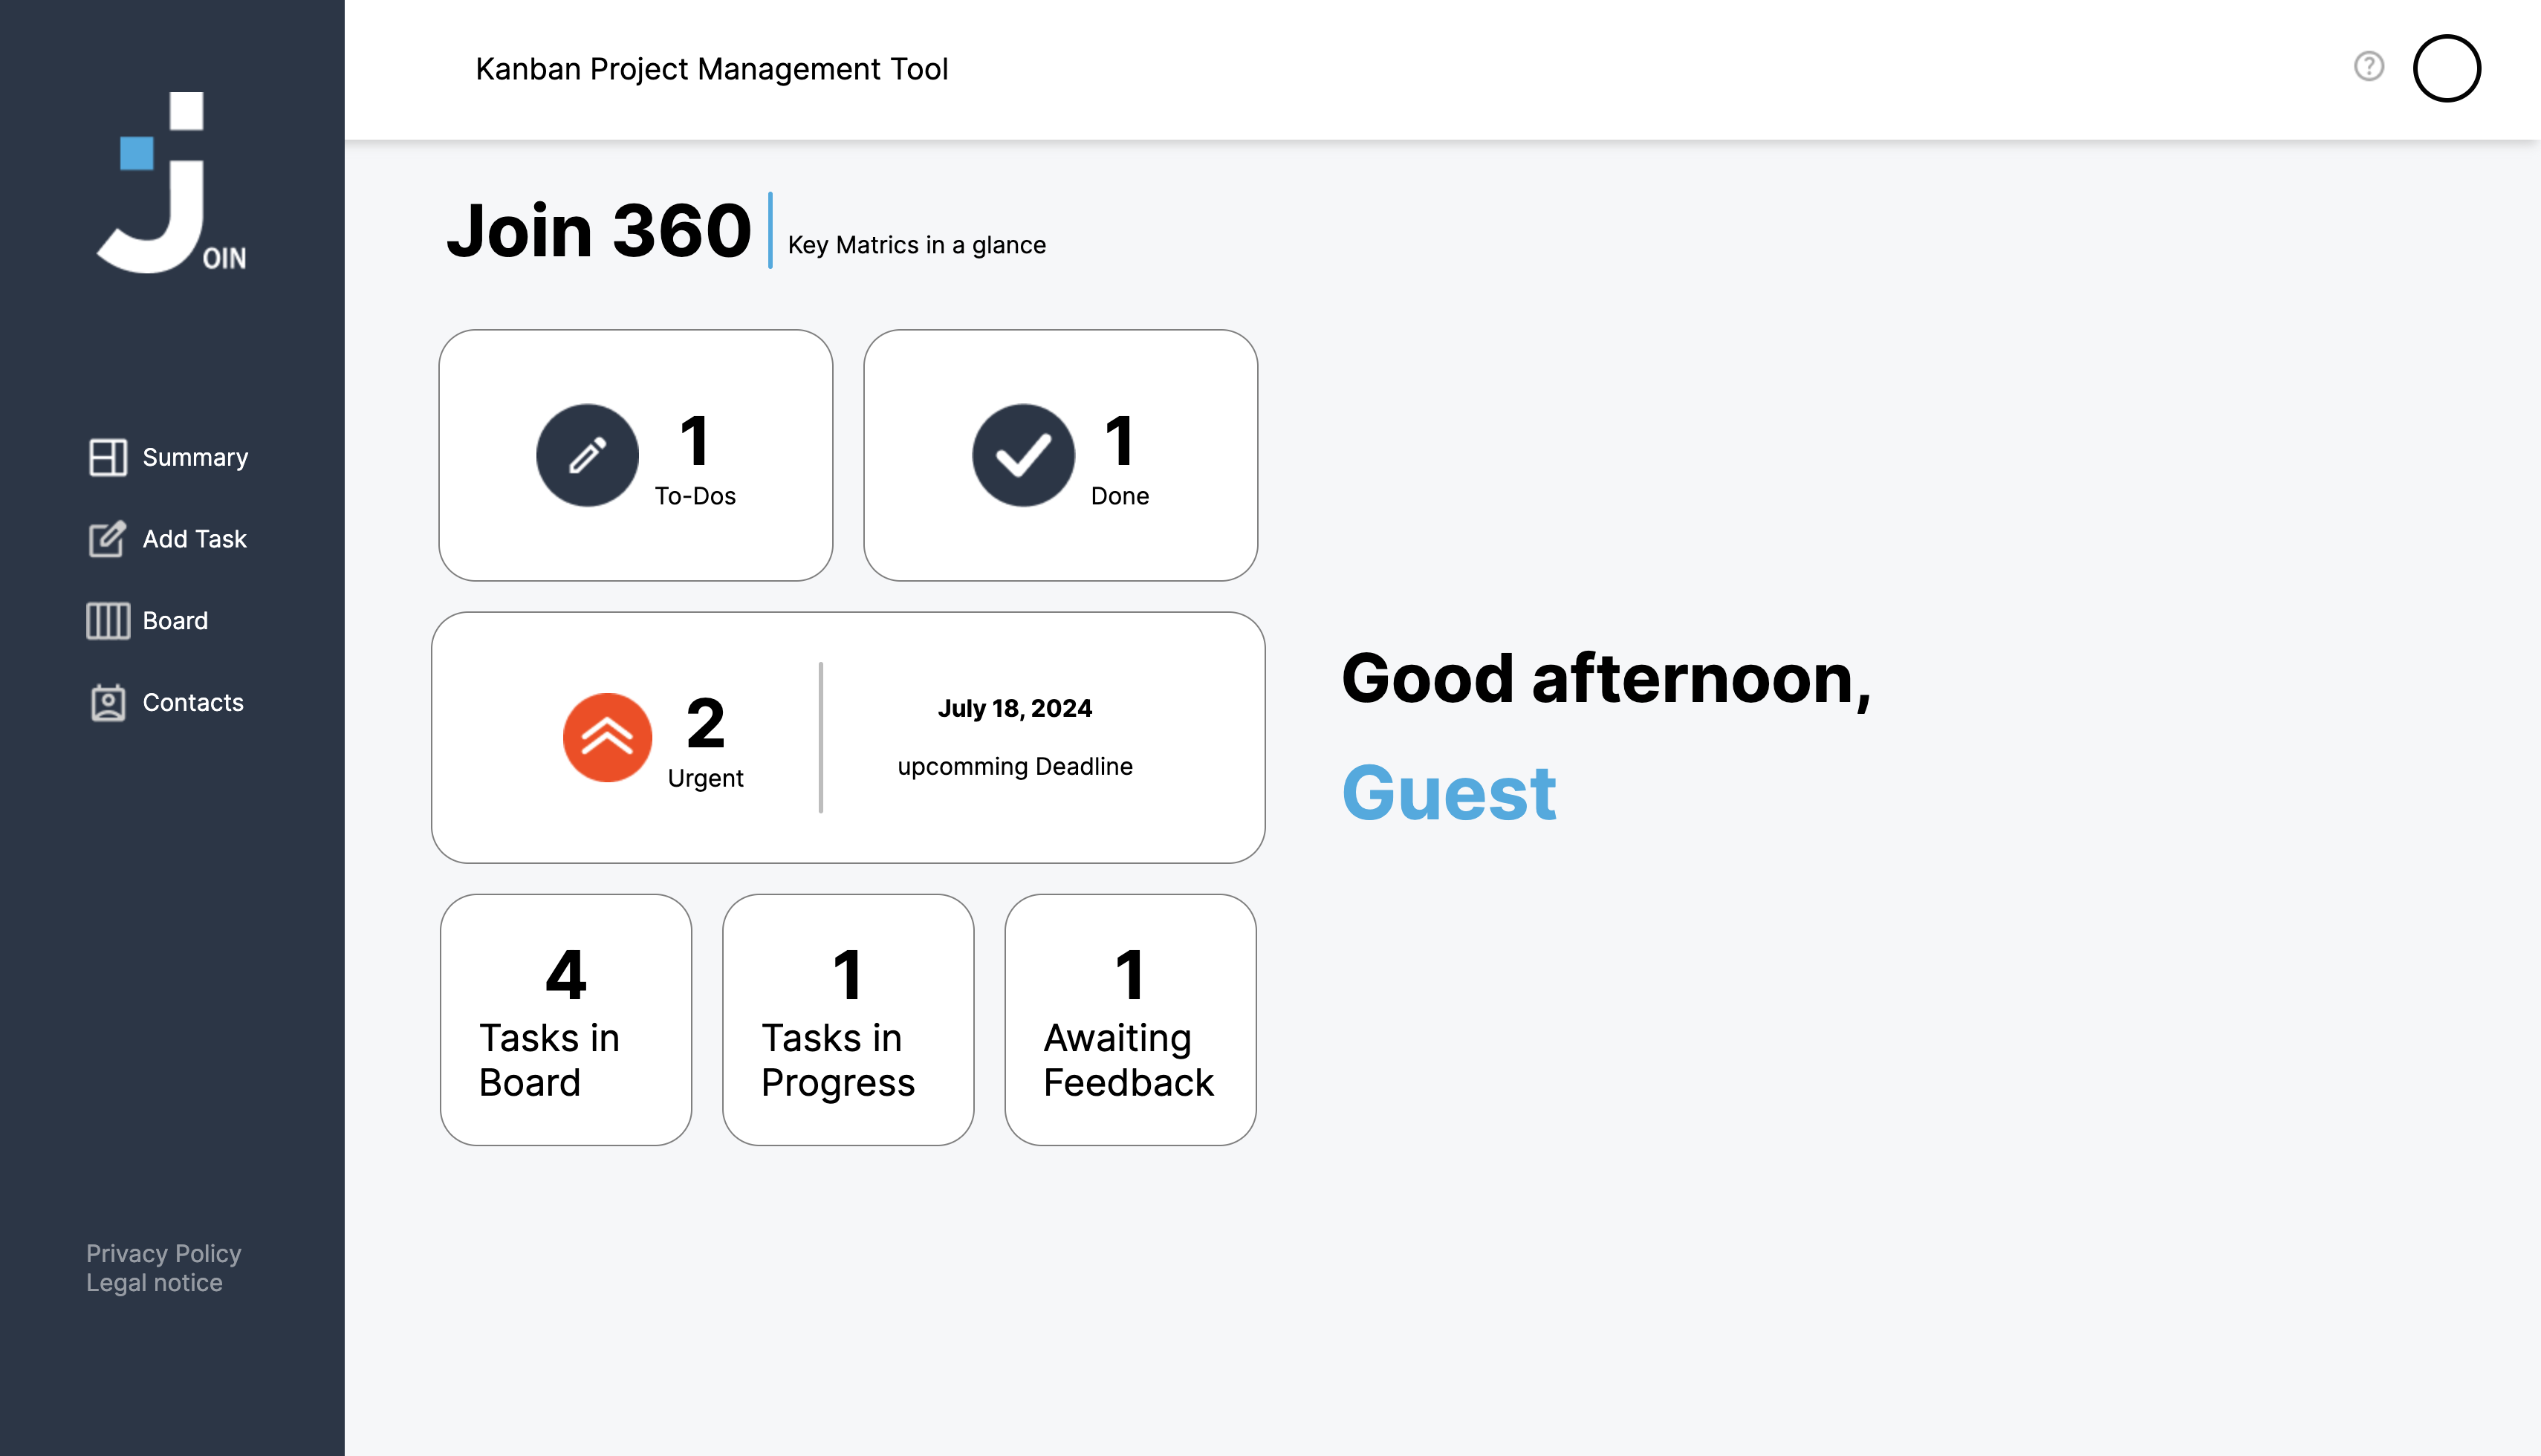 OIN
Summary
Add Task
Board
Contacts
Privacy Policy
Legal notice
Kanban Project Management Tool
?
Join 360
Key Matrics in a glance
1
To-Dos
1
Done
2
Urgent
July 18, 2024
upcomming Deadline
4
Tasks in
Board
1
Tasks in
Progress
1
Awaiting
Feedback
Good afternoon,
Guest